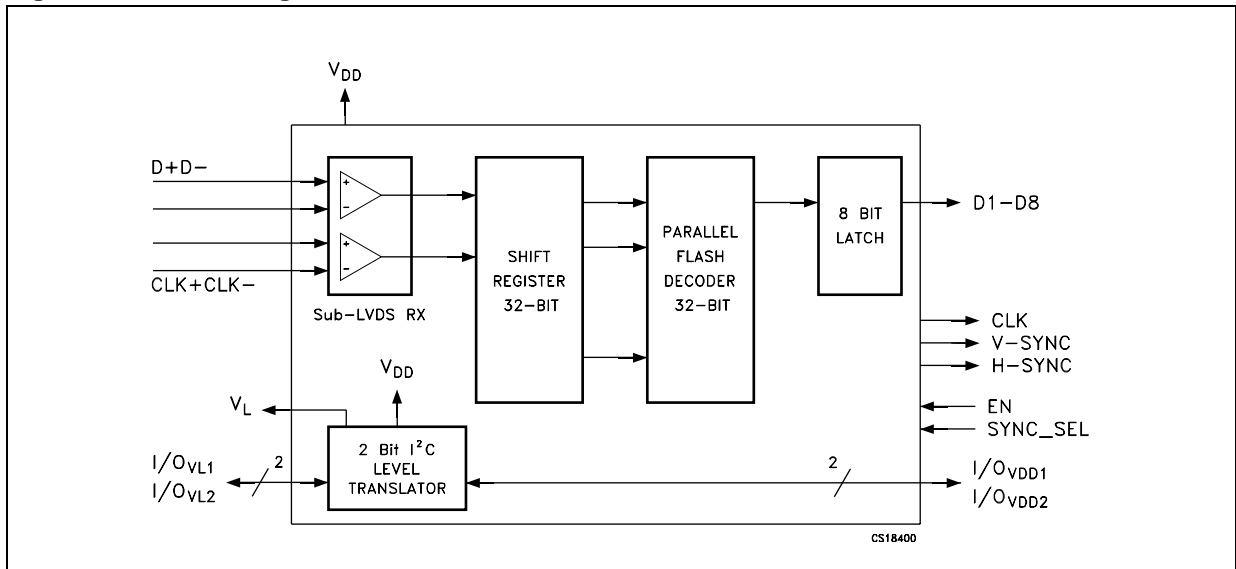 V_DD
D+D-
+
-
+
-
CLK+CLK-
Sub-LVDS RX
SHIFT
REGISTER
32-BIT
PARALLEL
FLASH
DECODER
32-BIT
8 BIT
LATCH
D1-D8
CLK
V-SYNC
H-SYNC
EN
SYNC_SEL
V_DD
V_L
2 Bit I²C
LEVEL
TRANSLATOR
I/O_VL1
I/O_VL2
2
2
I/O_VDD1
I/O_VDD2
CS18400